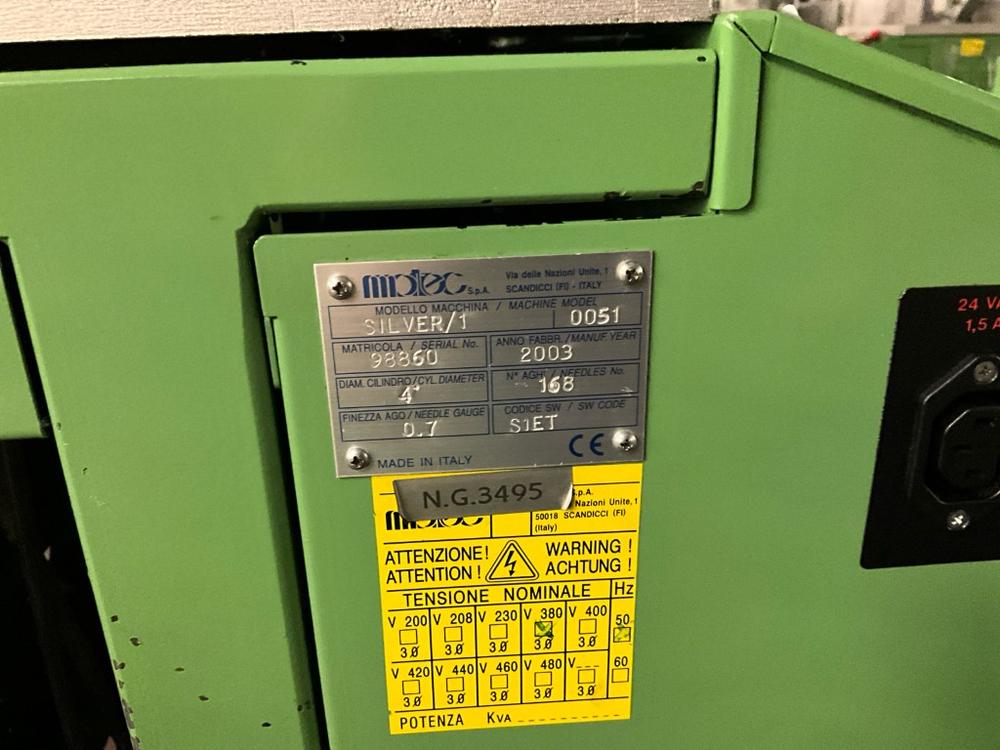 matec S.p.A.
Via delle Nazioni Unite, 1
SCANDICCI (FI) - ITALY
MODELLO MACCHINA / MACHINE MODEL
SILVER/1 0051
MATRICOLA / SERIAL No. ANNO FABBR./MANUF. YEAR
98860 2003
DIAM. CILINDRO/CYL. DIAMETER N° AGHI / NEEDLES No.
4" 168
FINEZZA AGO / NEEDLE GAUGE CODICE SW / SW CODE
0.7 S1ET
MADE IN ITALY CE
N.G.3495
S.p.A.
Nazioni Unite, 1
50018 SCANDICCI (FI)
(Italy)
ATTENZIONE! WARNING !
ATTENTION ! ACHTUNG !
TENSIONE NOMINALE Hz
V 200 V 208 V 230 V 380 V 400 50
3Ø 3Ø 3Ø 3Ø 3Ø
V 420 V 440 V 460 V 480 V___ 60
3Ø 3Ø 3Ø 3Ø 3Ø
POTENZA KVA
24 V
1,5 A